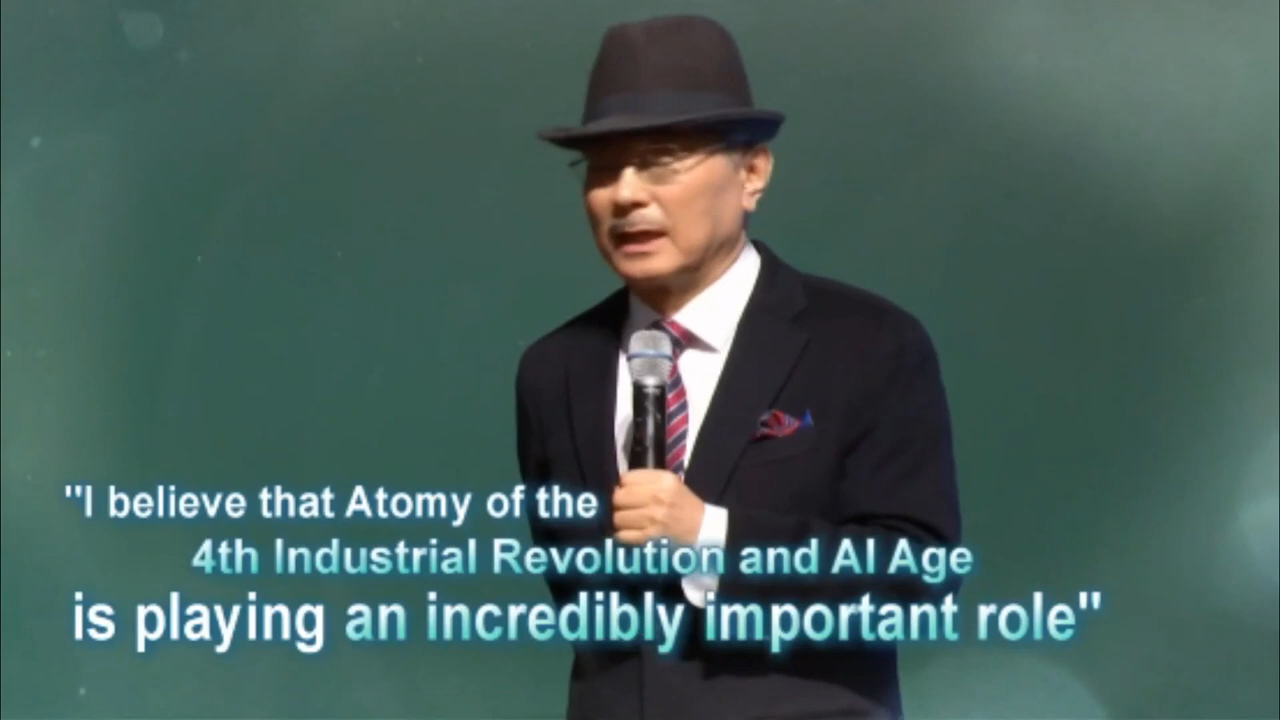 "I believe that Atomy of the
4th Industrial Revolution and AI Age
is playing an incredibly important role"